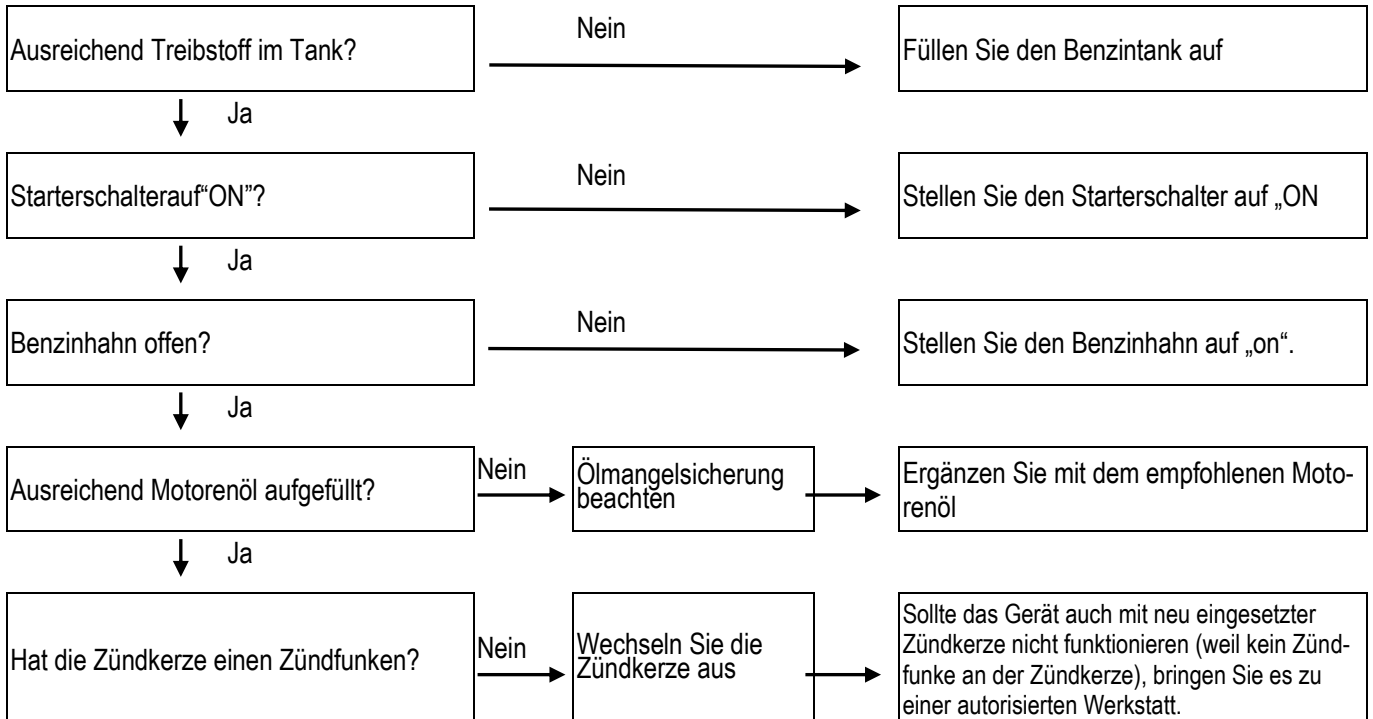 Ausreichend Treibstoff im Tank?
Nein
Füllen Sie den Benzintank auf
Ja
Starterschalterauf“ON”?
Nein
Stellen Sie den Starterschalter auf „ON
Ja
Benzinhahn offen?
Nein
Stellen Sie den Benzinhahn auf „on“.
Ja
Ausreichend Motorenöl aufgefüllt?
Nein
Ölmangelsicherung
beachten
Ergänzen Sie mit dem empfohlenen Moto-
renöl
Ja
Hat die Zündkerze einen Zündfunken?
Nein
Wechseln Sie die
Zündkerze aus
Sollte das Gerät auch mit neu eingesetzter
Zündkerze nicht funktionieren (weil kein Zünd-
funke an der Zündkerze), bringen Sie es zu
einer autorisierten Werkstatt.